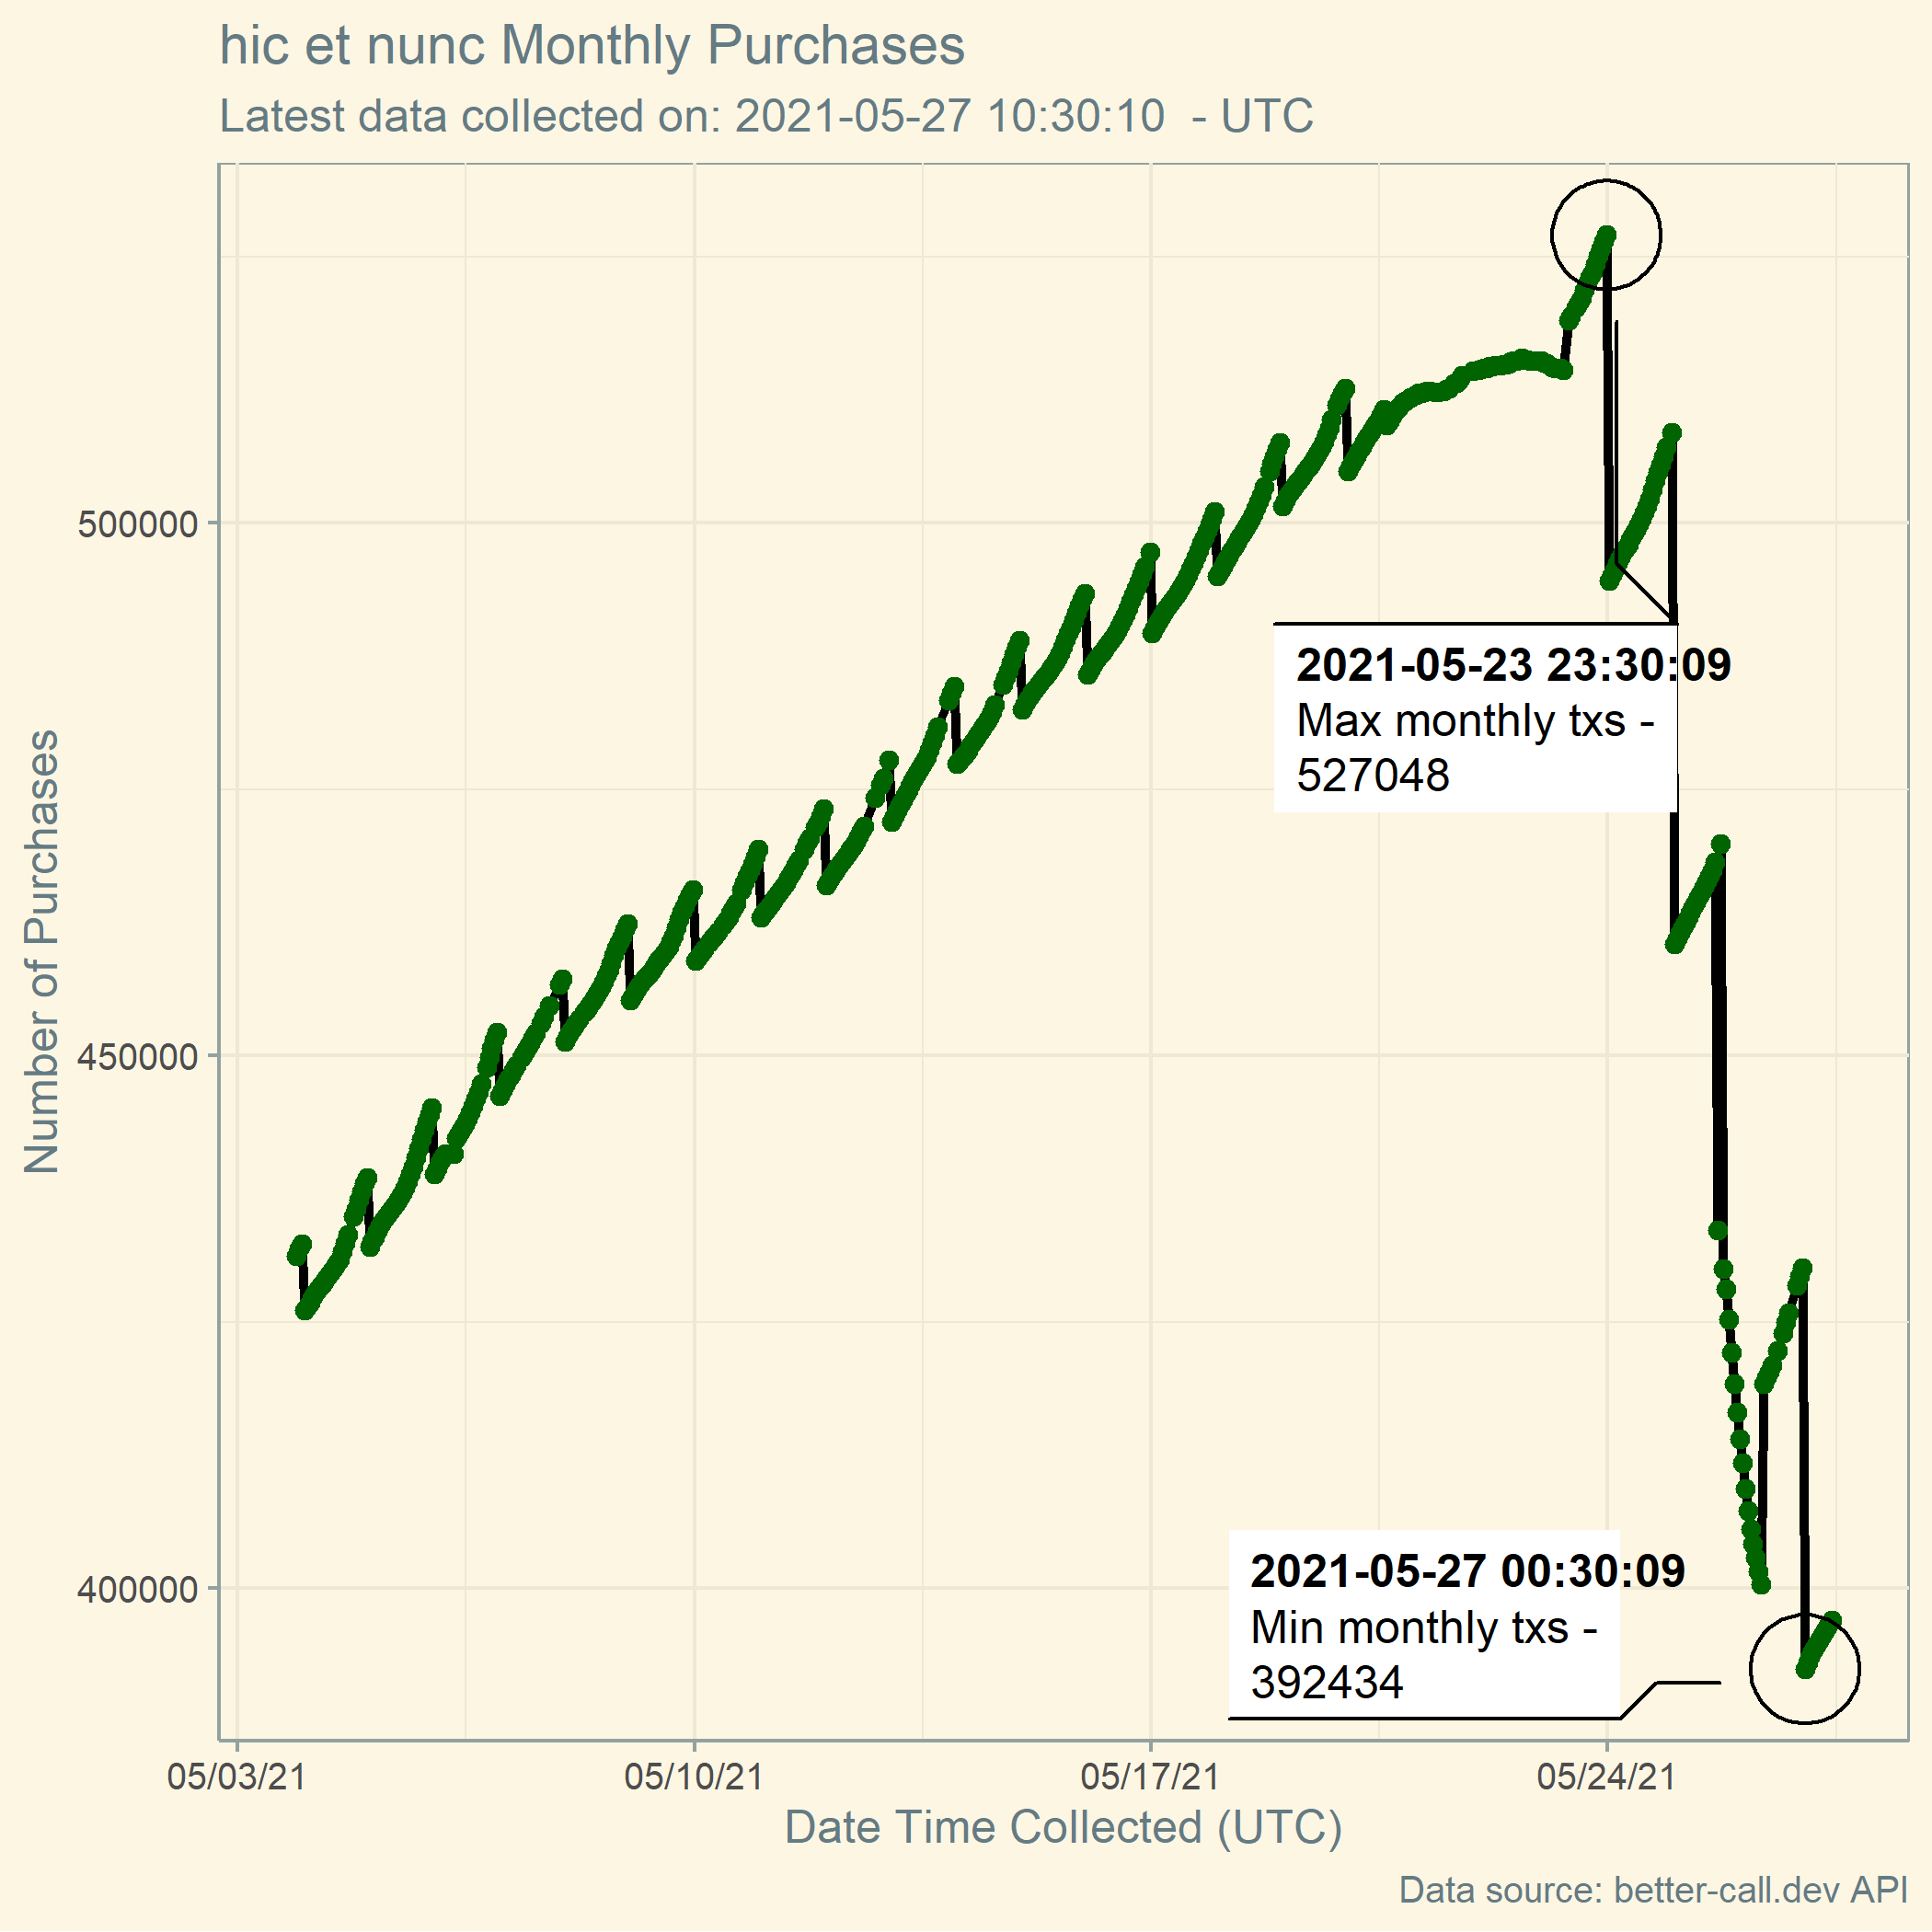 hic et nunc Monthly Purchases
Latest data collected on: 2021-05-27 10:30:10  - UTC
Number of Purchases
500000
450000
400000
2021-05-23 23:30:09
Max monthly txs -
527048
2021-05-27 00:30:09
Min monthly txs -
392434
05/03/21
05/10/21
05/17/21
05/24/21
Date Time Collected (UTC)
Data source: better-call.dev API